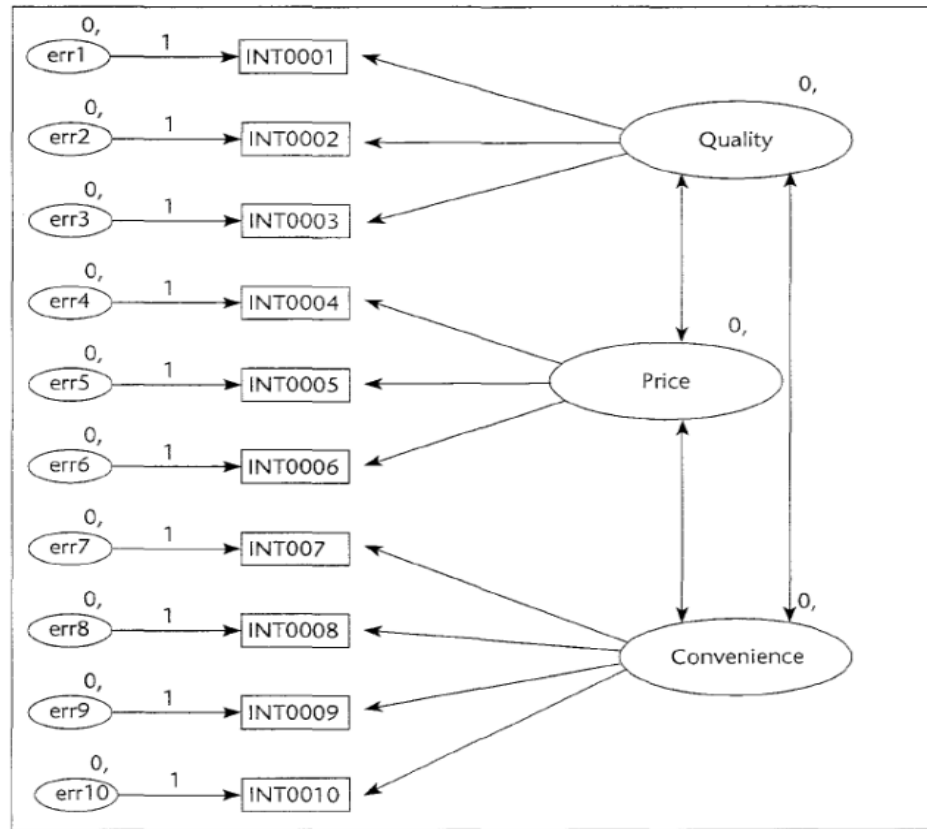 0,
err1 1 INT0001
0,
Quality
0,
err2 1 INT0002
0,
err3 1 INT0003
0,
err4 1 INT0004
0,
Price
0,
err5 1 INT0005
0,
err6 1 INT0006
0,
err7 1 INT007
0,
err8 1 INT0008
0,
Convenience
0,
err9 1 INT0009
0,
err10 1 INT0010